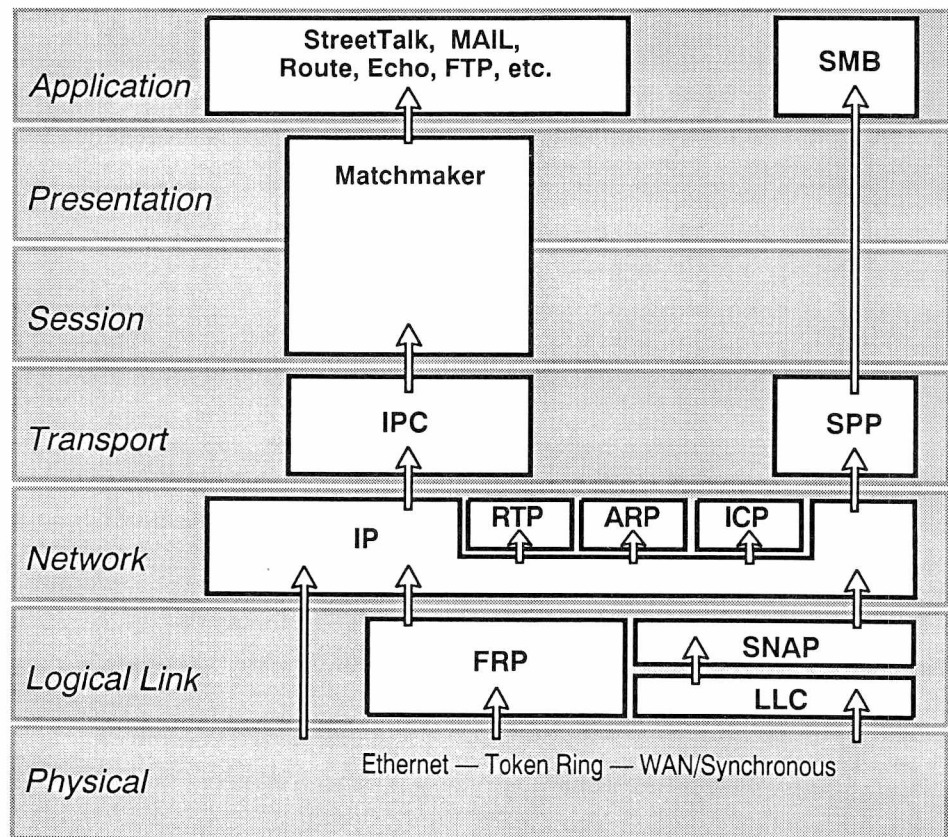 StreetTalk, MAIL,
Route, Echo, FTP, etc.
SMB
Application
Matchmaker
Presentation
Session
IPC
SPP
Transport
RTP
ARP
ICP
IP
Network
FRP
SNAP
LLC
Logical Link
Ethernet — Token Ring — WAN/Synchronous
Physical